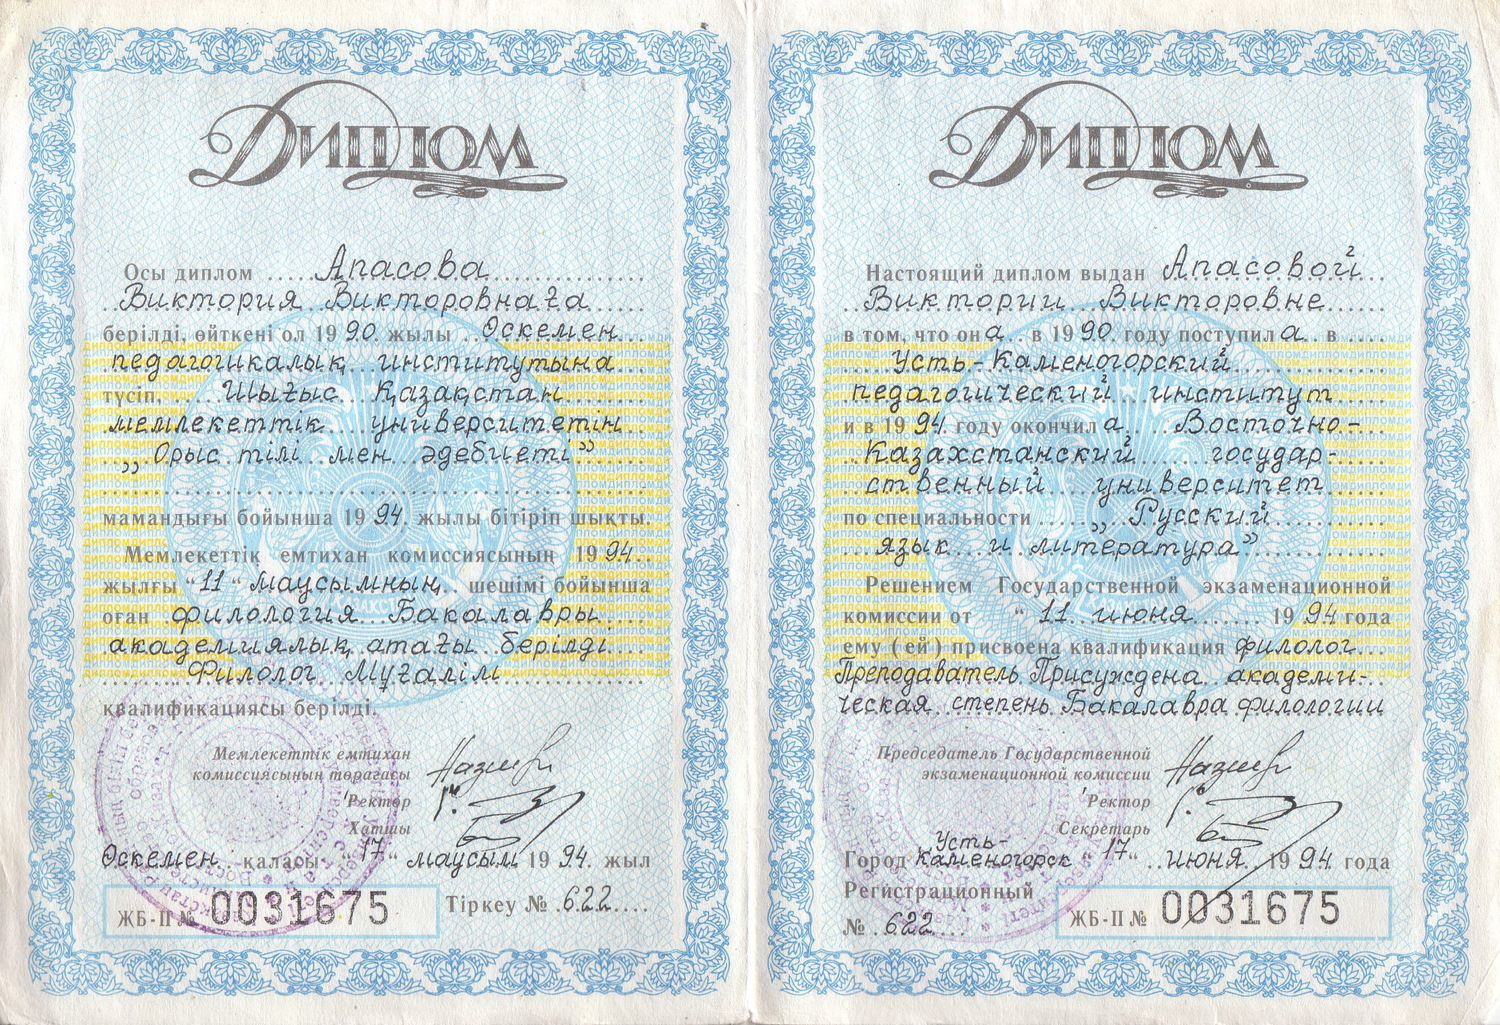 Диплом
Осы диплом Апасова
Виктория Викторовнаға
берілді, өйткені ол 1990. жылы Өскемен
педагогикалық институтына
түсіп, Шығыс Қазақстан
мемлекеттік университетін
„Орыс тілі мен әдебиеті”
мамандығы бойынша 1994. жылы бітіріп шықты.
Мемлекеттік емтихан комиссиясының 1994
жылғы "11" маусымның шешімі бойынша
оған филология Бакалавры
академиялық атағы берілді
Филолог Мұғалім
квалификациясы берілді.
Мемлекеттік емтихан
комиссиясының төрағасы
Ректор
Хатшы
Өскемен қаласы "17" маусым 1994. жыл
ЖБ-II № 0031675 Тіркеу № 622
Диплом
Настоящий диплом выдан Апасовой
Виктории Викторовне
в том, что она в 1990. году поступила в
Усть-Каменогорский
педагогический институт
и в 1994. году окончила Восточно-
Казахстанский государ-
ственный университет
по специальности „Русский
язык и литература”
Решением Государственной экзаменационной
комиссии от "11 июня 1994 года
ему ( ей ) присвоена квалификация филолог
Преподаватель Присуждена академи-
ческая степень Бакалавра филологии
Председатель Государственной
экзаменационной комиссии
Ректор
Секретарь
Город Усть-
Каменогорск "17" июня 1994 года
Регистрационный
№ 622 ЖБ-II № 0031675